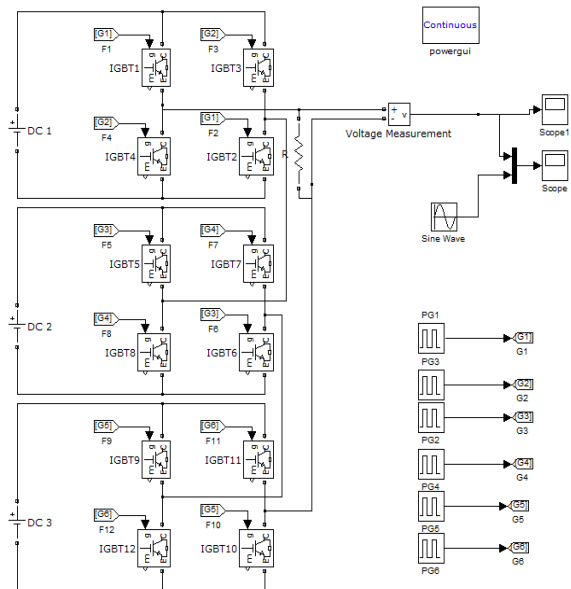 [G1]
F1
g
C
E
m
IGBT1
[G2]
F3
g
C
E
m
IGBT3
Continuous
powergui
DC 1
+
[G2]
F4
g
C
E
m
IGBT4
[G1]
F2
g
C
E
m
IGBT2
R
+
-
v
Voltage Measurement
Scope1
Scope
Sine Wave
DC 2
+
[G3]
F5
g
C
E
m
IGBT5
[G4]
F7
g
C
E
m
IGBT7
[G4]
F8
g
C
E
m
IGBT8
[G3]
F6
g
C
E
m
IGBT6
DC 3
+
[G5]
F9
g
C
E
m
IGBT9
[G6]
F11
g
C
E
m
IGBT11
[G6]
F12
g
C
E
m
IGBT12
[G5]
F10
g
C
E
m
IGBT10
PG1
[G1]
PG3
G1
[G2]
G2
[G3]
PG2
G3
[G4]
PG4
G4
[G5]
PG5
G5
[G6]
PG6
G6